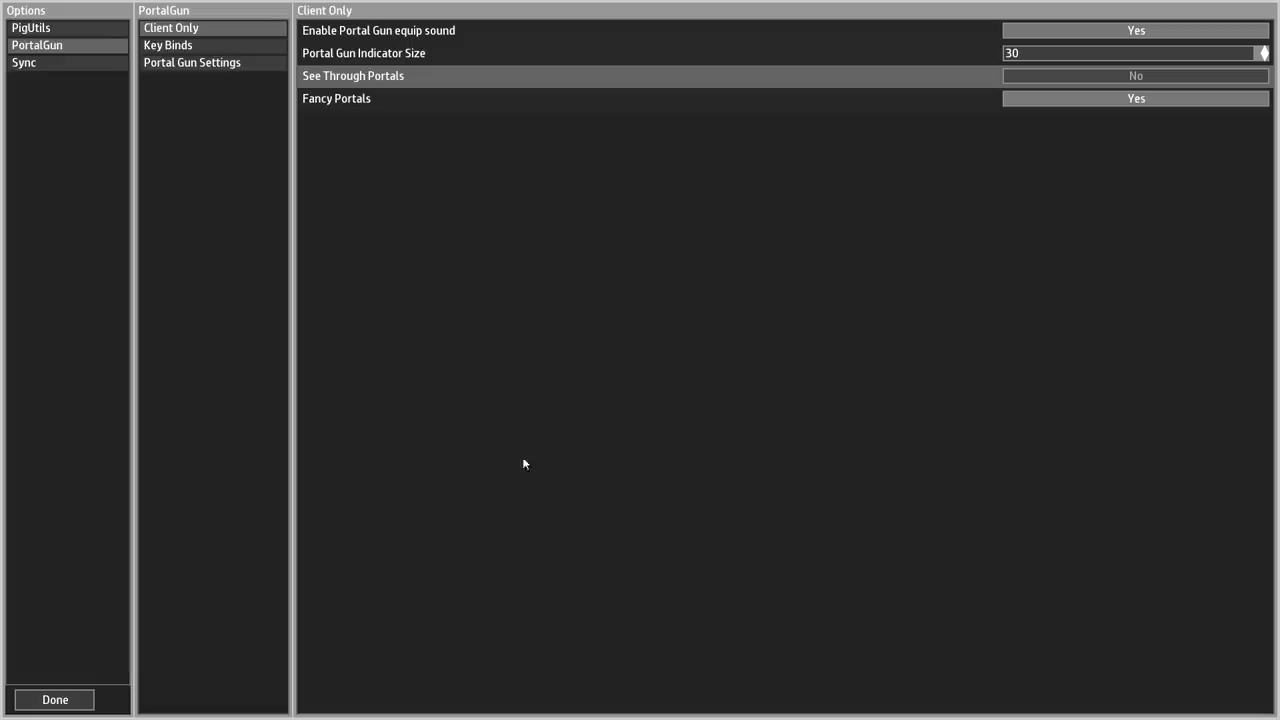 Options
PigUtils
PortalGun
Sync
Done
PortalGun
Client Only
Key Binds
Portal Gun Settings
Client Only
Enable Portal Gun equip sound Yes
Portal Gun Indicator Size 30
See Through Portals No
Fancy Portals Yes